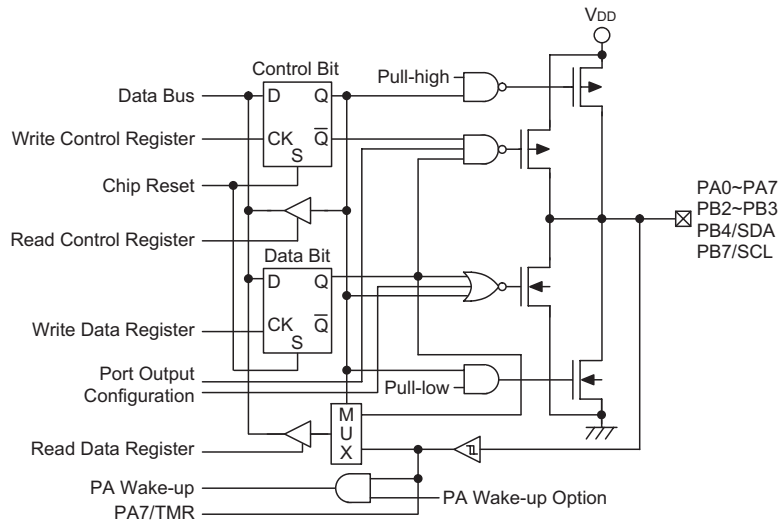 VDD
Control Bit
Pull-high
Data Bus
D
Q
Write Control Register
CK
Q
S
Chip Reset
PA0~PA7
PB2~PB3
PB4/SDA
PB7/SCL
Read Control Register
Data Bit
D
Q
Write Data Register
CK
Q
S
Port Output
Configuration
Pull-low
M
U
X
Read Data Register
PA Wake-up
PA Wake-up Option
PA7/TMR